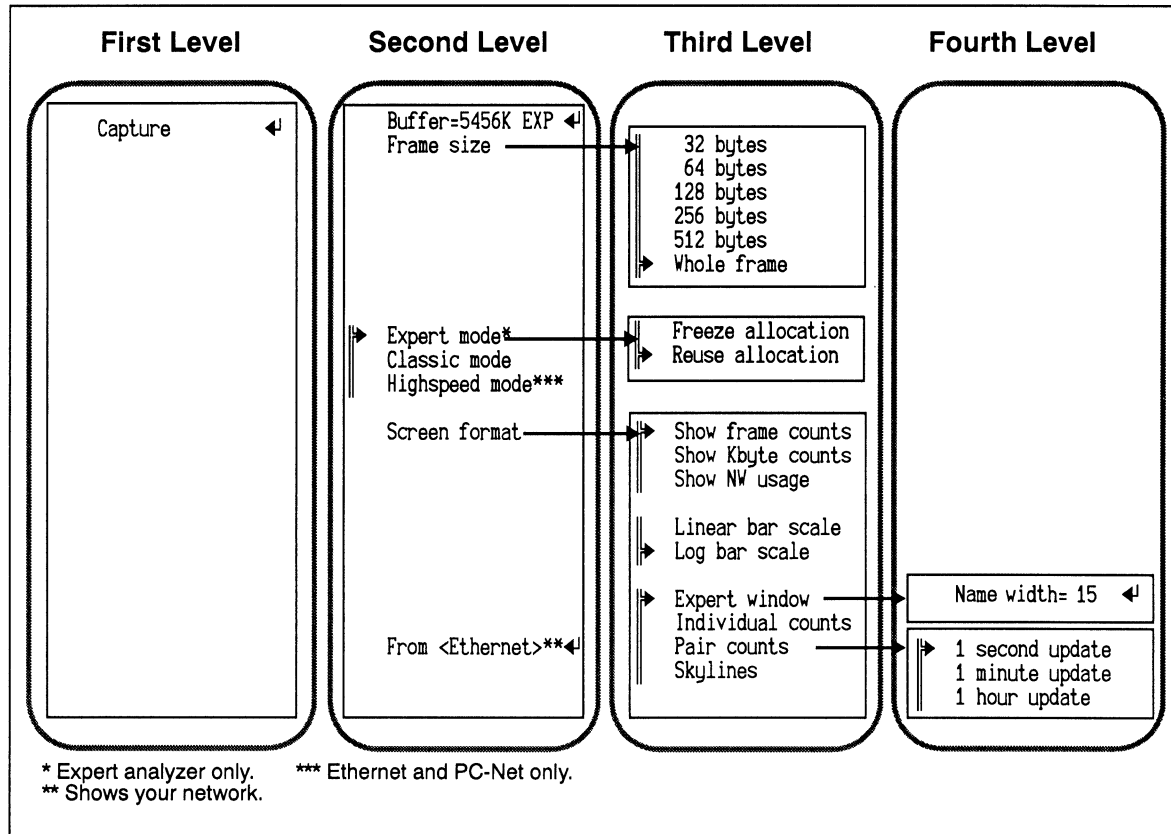 First Level
Second Level
Third Level
Fourth Level
Capture
Buffer=5456K EXP
Frame size
Expert mode*
Classic mode
Highspeed mode***
Screen format
From <Ethernet>**
32 bytes
64 bytes
128 bytes
256 bytes
512 bytes
Whole frame
Freeze allocation
Reuse allocation
Show frame counts
Show Kbyte counts
Show NW usage
Linear bar scale
Log bar scale
Expert window
Individual counts
Pair counts
Skylines
Name width= 15
1 second update
1 minute update
1 hour update
* Expert analyzer only.
*** Ethernet and PC-Net only.
** Shows your network.